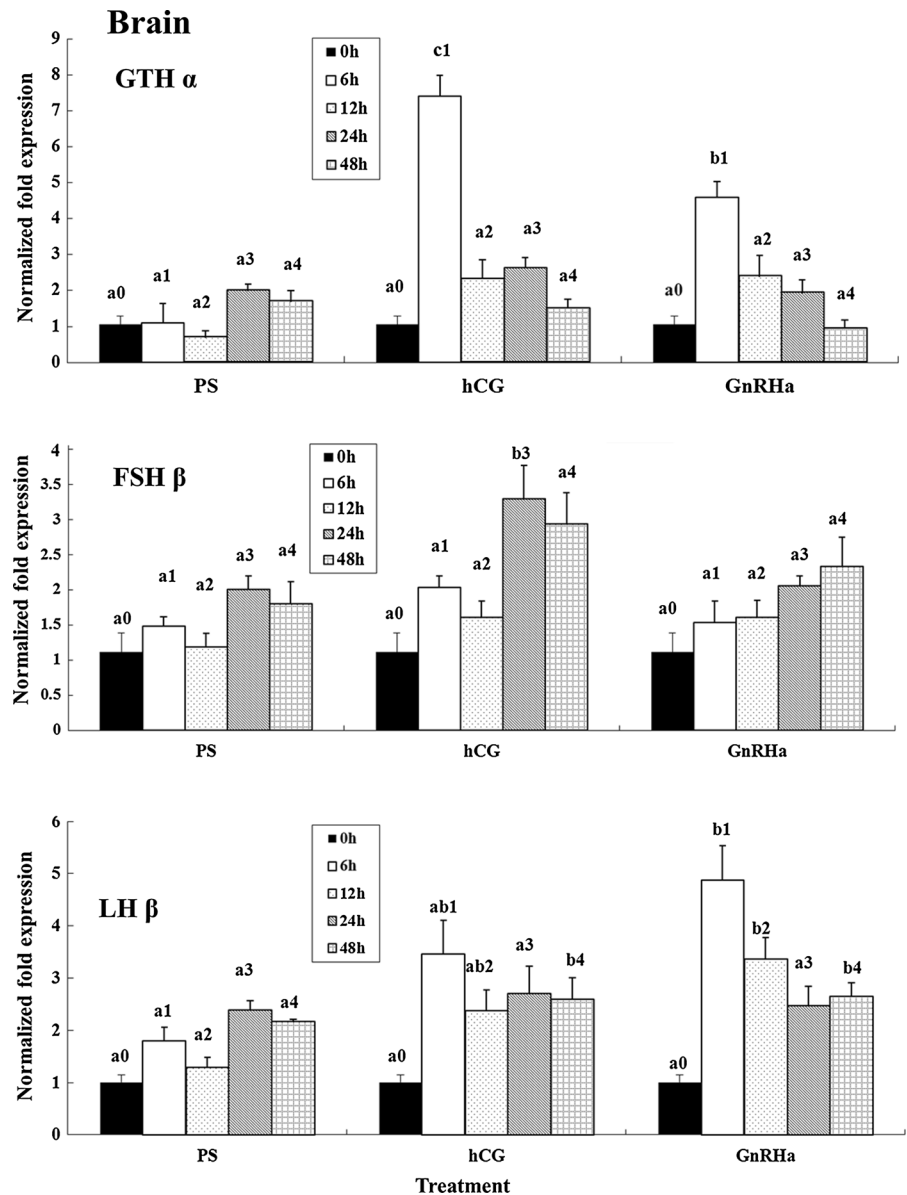 Brain
GTH α
Normalized fold expression
9
8
7
6
5
4
3
2
1
0
0h
6h
12h
24h
48h
a0
a1
a2
a3
a4
a0
c1
a2
a3
a4
a0
b1
a2
a3
a4
PS
hCG
GnRHa
FSH β
Normalized fold expression
4
3.5
3
2.5
2
1.5
1
0.5
0
0h
6h
12h
24h
48h
a0
a1
a2
a3
a4
a0
a1
a2
b3
a4
a0
a1
a2
a3
a4
PS
hCG
GnRHa
LH β
Normalized fold expression
6
5
4
3
2
1
0
0h
6h
12h
24h
48h
a0
a1
a2
a3
a4
a0
ab1
ab2
a3
b4
a0
b1
b2
a3
b4
PS
hCG
GnRHa
Treatment